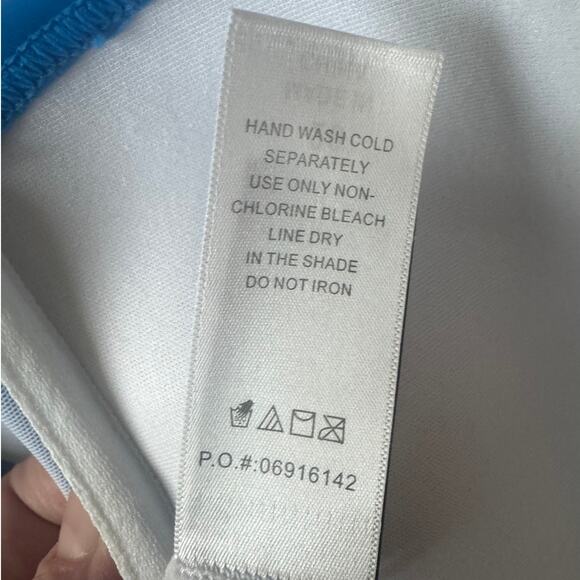 HAND WASH COLD
SEPARATELY
USE ONLY NON-
CHLORINE BLEACH
LINE DRY
IN THE SHADE
DO NOT IRON
P.O.#:06916142